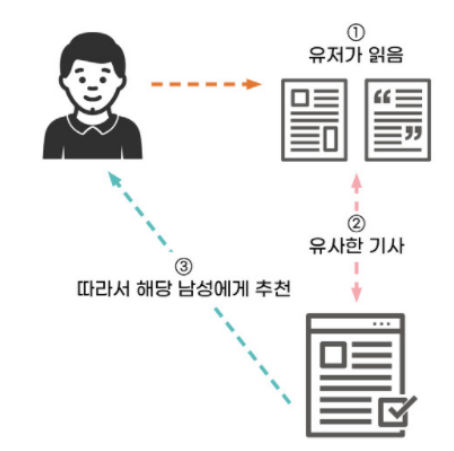 ①
유저가 읽음
②
유사한 기사
③
따라서 해당 남성에게 추천